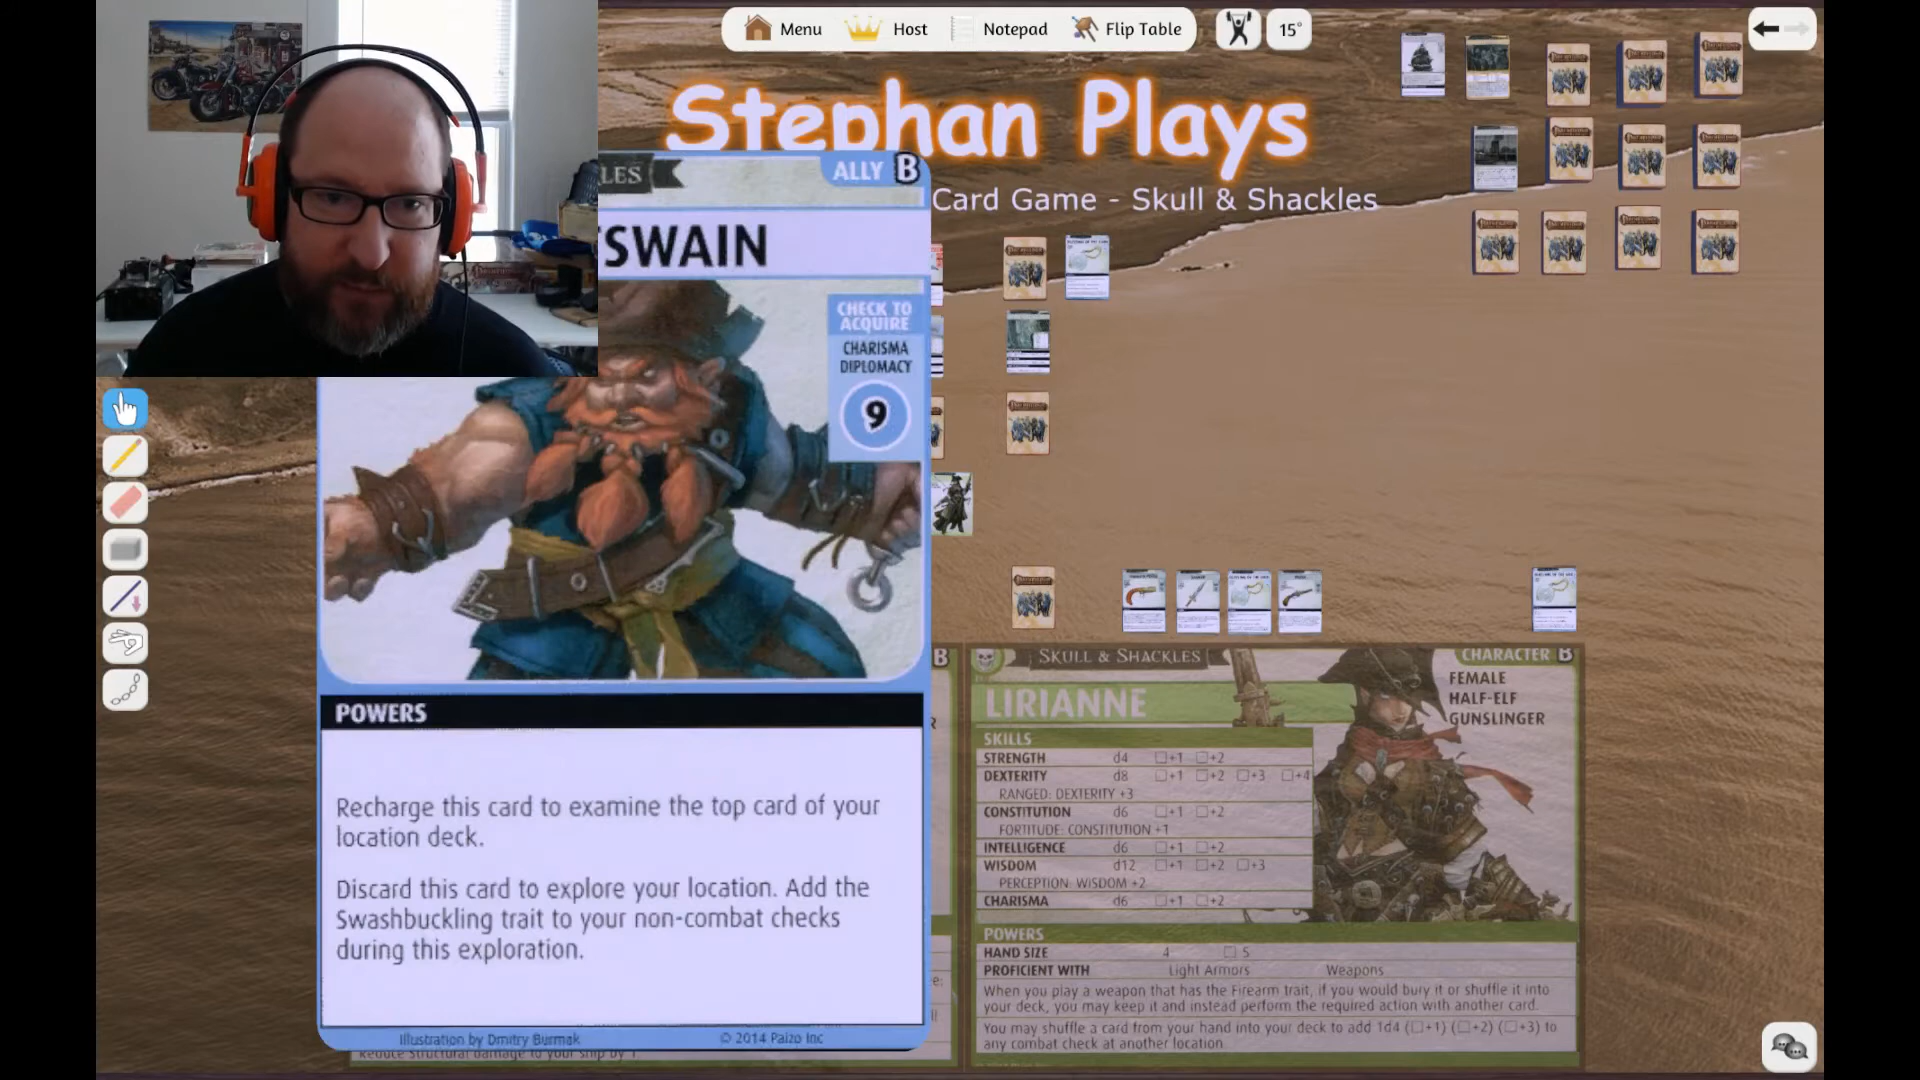 Menu
Host
Notepad
Flip Table
15°
Stephan Plays
Card Game - Skull & Shackles
LES
ALLY B
SWAIN
CHECK TO
ACQUIRE
CHARISMA
DIPLOMACY
9
POWERS
Recharge this card to examine the top card of your
location deck.
Discard this card to explore your location. Add the
Swashbuckling trait to your non-combat checks
during this exploration.
Illustration by Dmitry Burmak
© 2014 Paizo Inc
Reduce Structural damage to your ship by 1.
B
SKULL & SHACKLES
CHARACTER B
LIRIANNE
FEMALE
HALF-ELF
GUNSLINGER
SKILLS
STRENGTH d4 +1 +2
DEXTERITY d8 +1 +2 +3 +4
RANGED: DEXTERITY +3
CONSTITUTION d6 +1 +2
FORTITUDE: CONSTITUTION +1
INTELLIGENCE d6 +1 +2
WISDOM d12 +1 +2 +3
PERCEPTION: WISDOM +2
CHARISMA d6 +1 +2
POWERS
HAND SIZE 4 5
PROFICIENT WITH Light Armors Weapons
When you play a weapon that has the Firearm trait, if you would bury it or shuffle it into
your deck, you may keep it and instead perform the required action with another card.
You may shuffle a card from your hand into your deck to add 1d4 (☐+1) (☐+2) (☐+3) to
any combat check at another location.